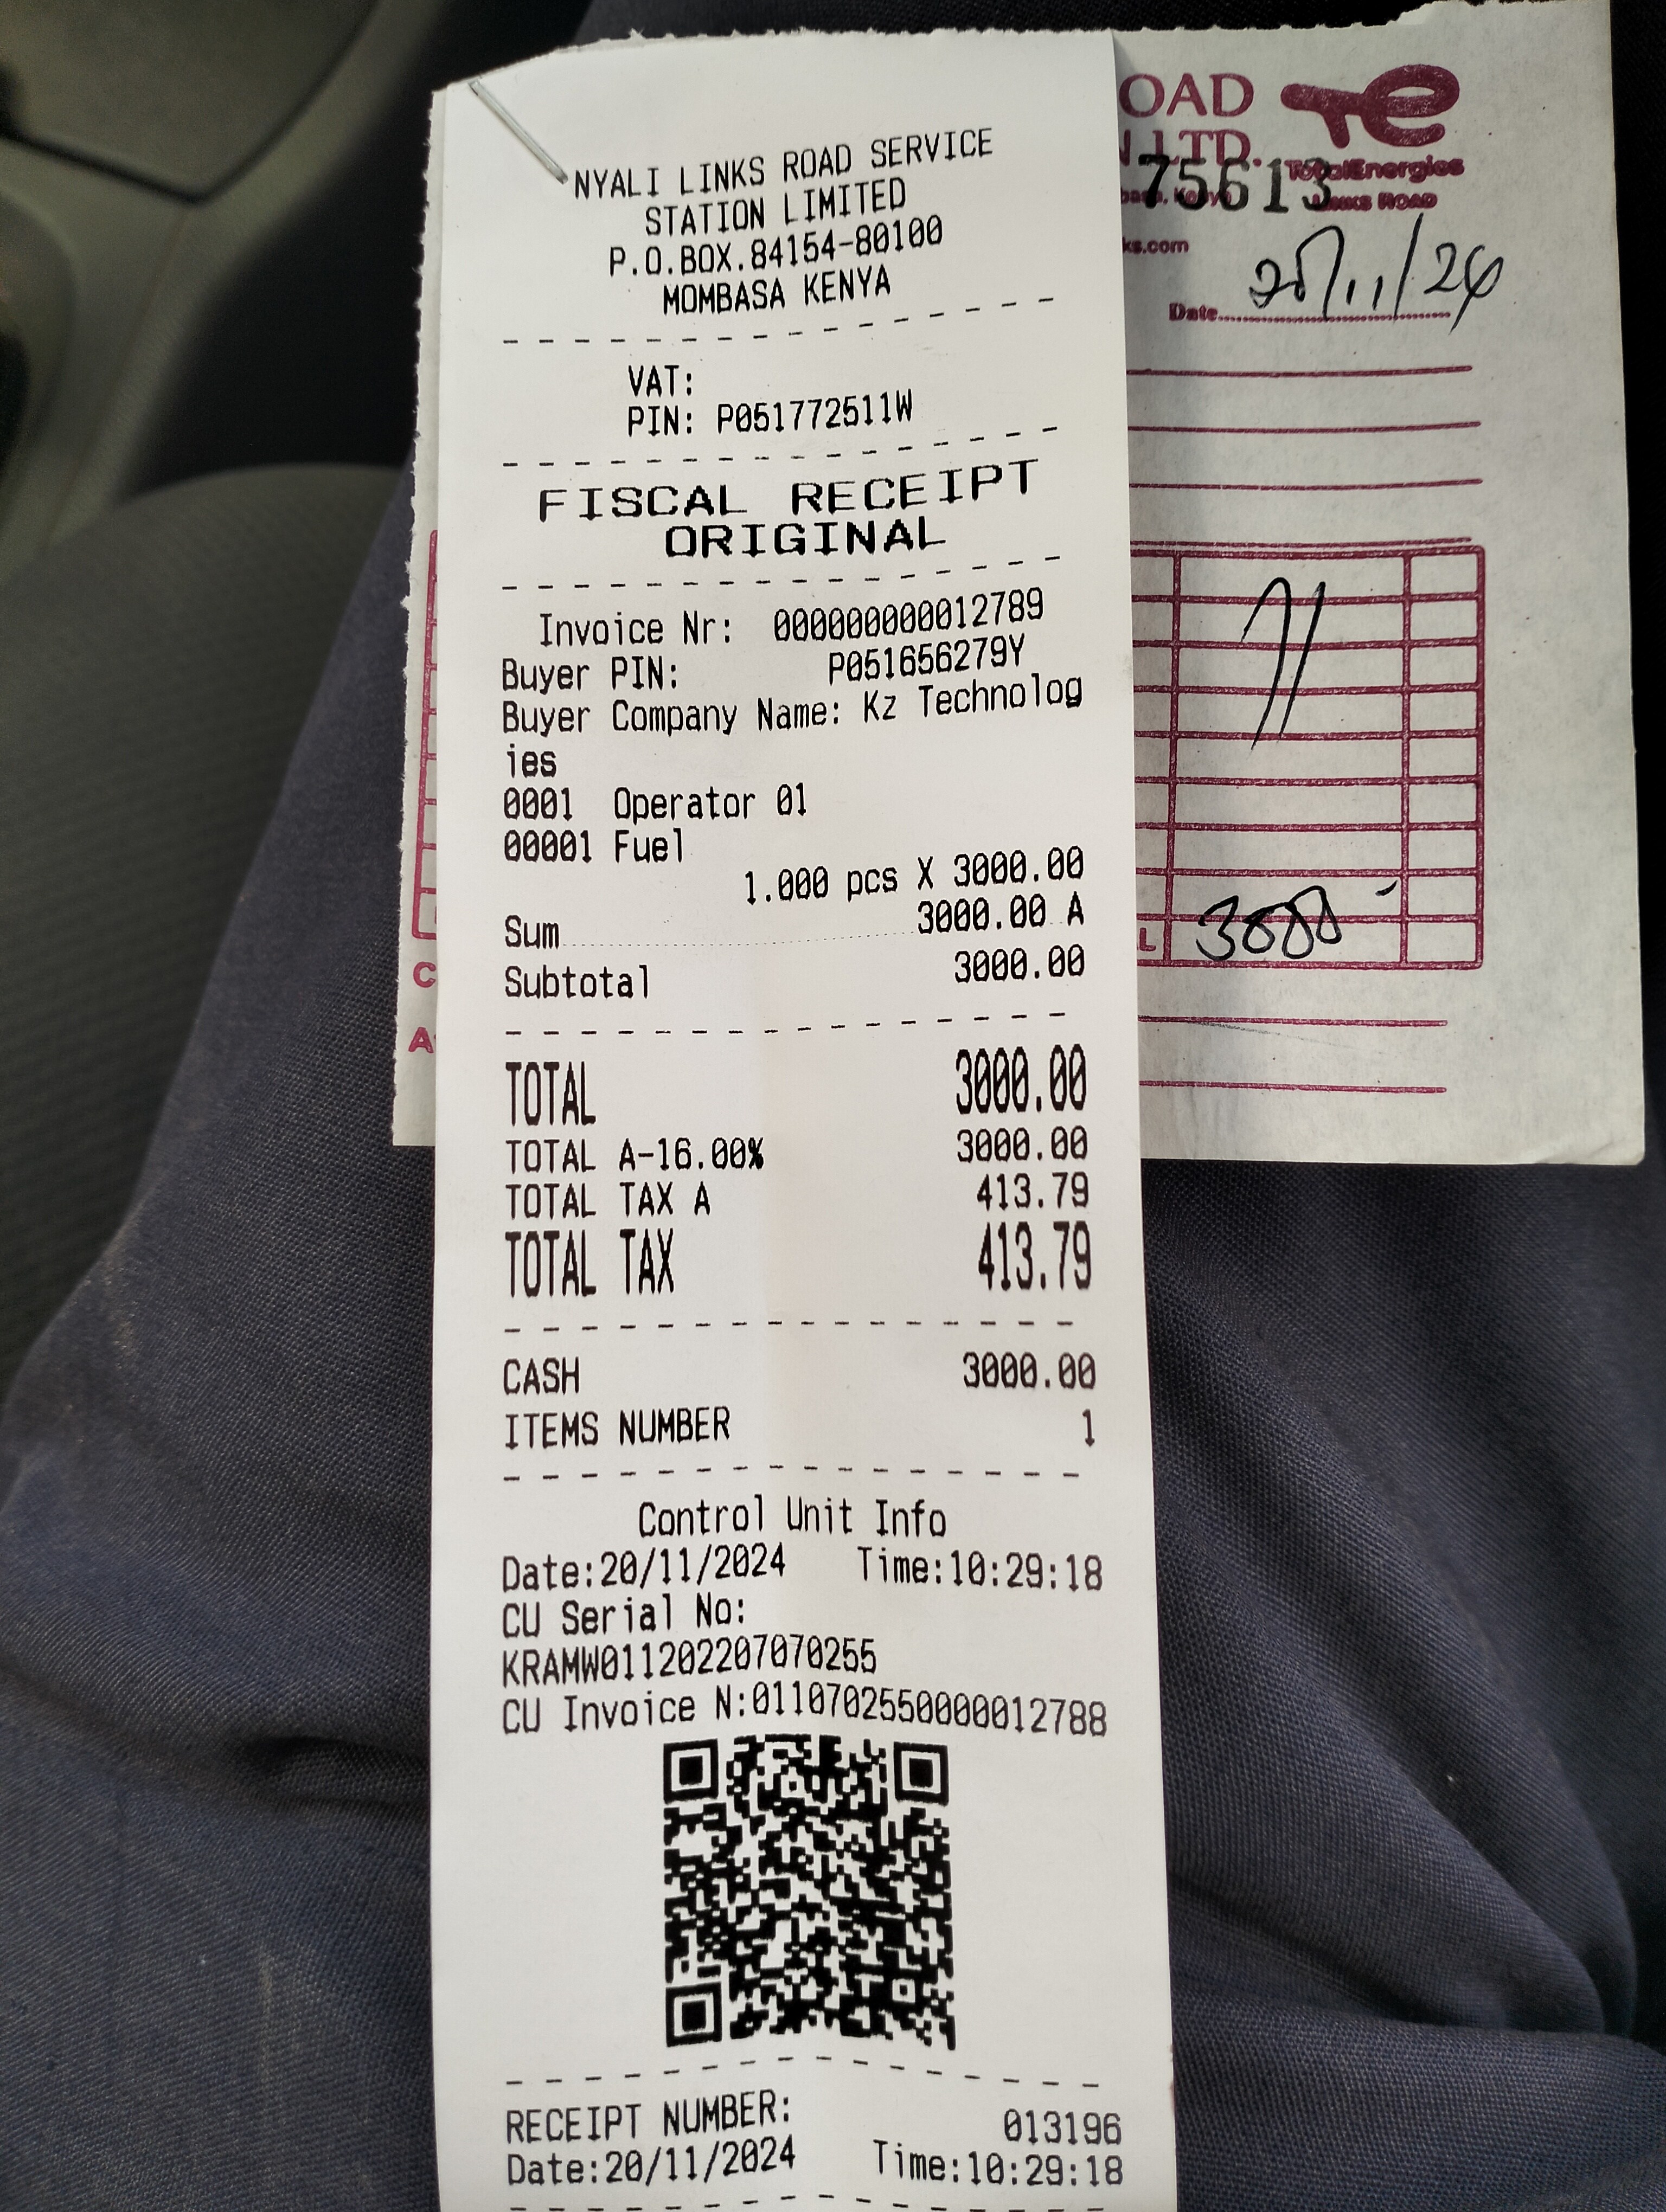 NYALI LINKS ROAD SERVICE
STATION LIMITED
P.O.BOX.84154-80100
MOMBASA KENYA
VAT:
PIN: P051772511W
FISCAL RECEIPT
ORIGINAL
Invoice Nr: 000000000012789
Buyer PIN: P051656279Y
Buyer Company Name: Kz Technolog
ies
0001 Operator 01
00001 Fuel
1.000 pcs X 3000.00
Sum 3000.00 A
Subtotal 3000.00
TOTAL 3000.00
TOTAL A-16.00% 3000.00
TOTAL TAX A 413.79
TOTAL TAX 413.79
CASH 3000.00
ITEMS NUMBER 1
Control Unit Info
Date:20/11/2024 Time:10:29:18
CU Serial No:
KRAMW011202207070255
CU Invoice N:0110702550000012788
RECEIPT NUMBER: 013196
Date:20/11/2024 Time:10:29:18
OAD
N LTD.
TotalEnergies
75613
LINKS ROAD
ks.com
Date 20/11/24
3000
L
C
A